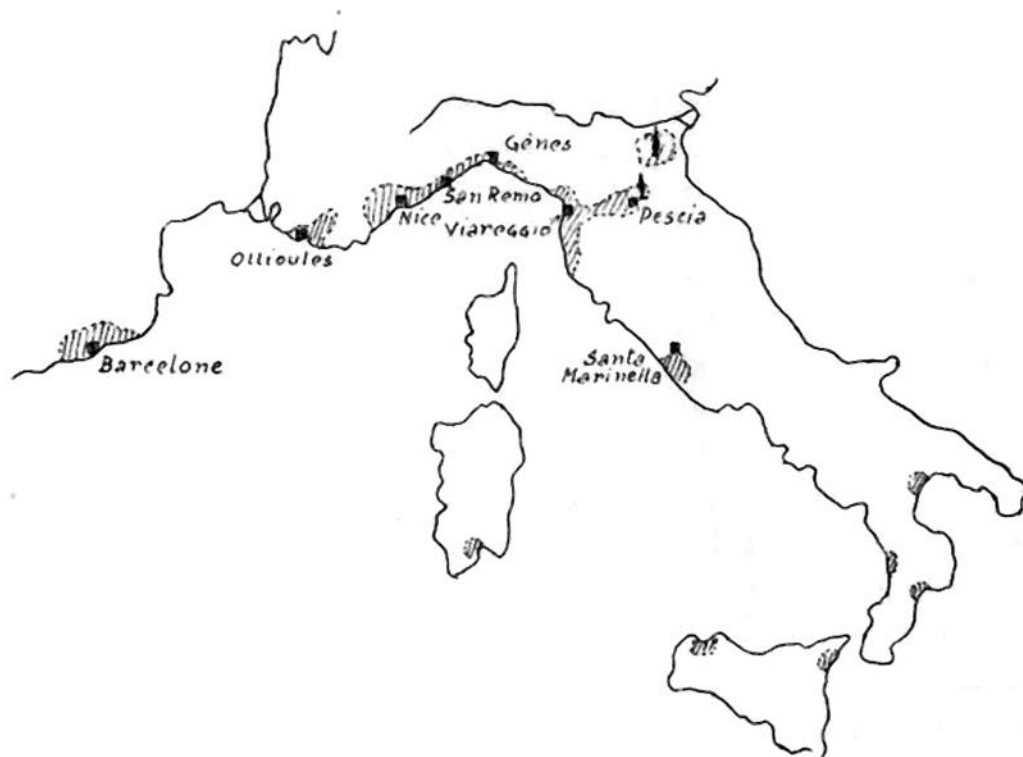 Gênes
San Remo
Nice
Viareggio
Pescia
Ollioules
Barcelone
Santa
Marinella